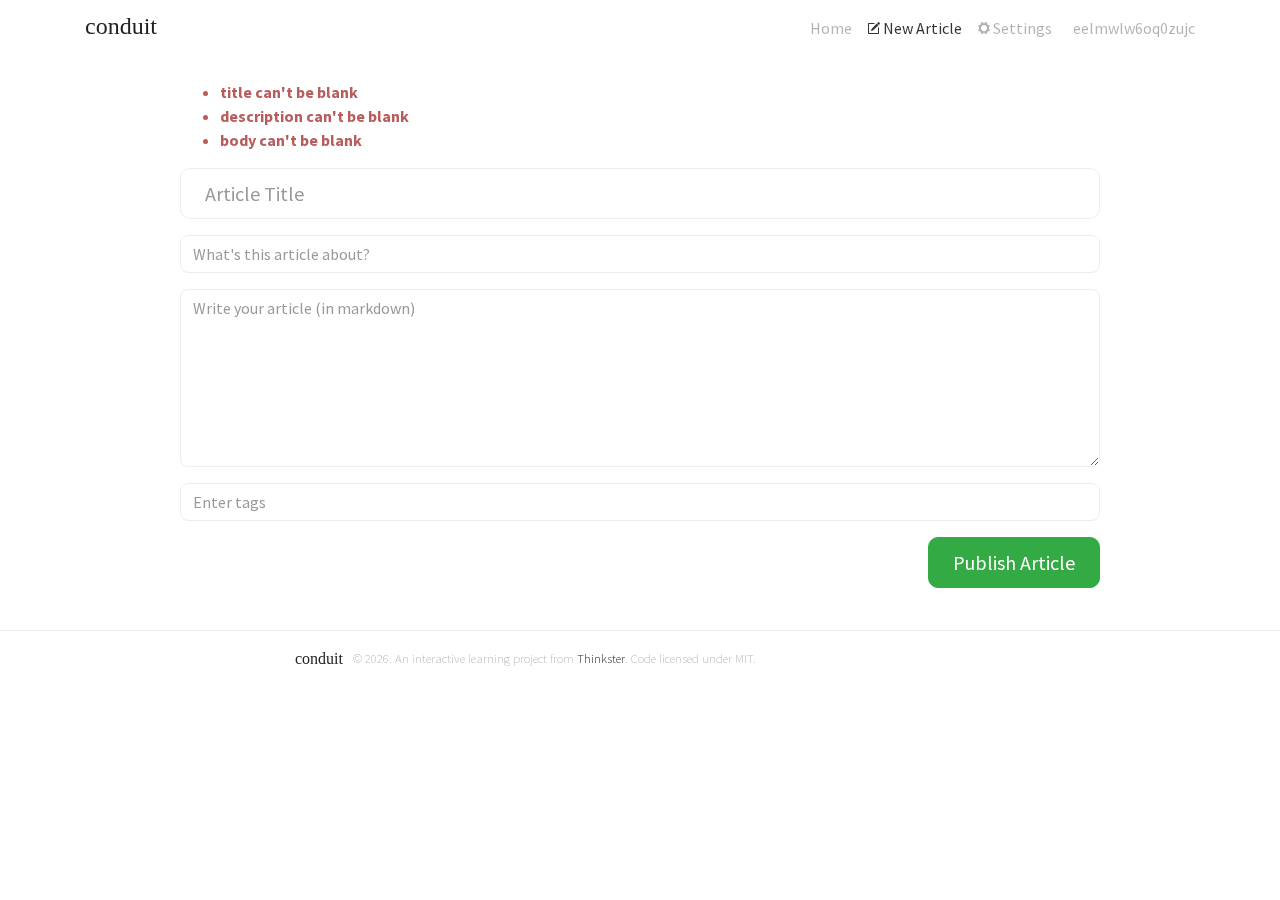 conduit
Home
New Article
Settings
eelmwlw6oq0zujc
title can't be blank
description can't be blank
body can't be blank
Article Title
What's this article about?
Write your article (in markdown)
Enter tags
Publish Article
conduit © 2026. An interactive learning project from Thinkster. Code licensed under MIT.